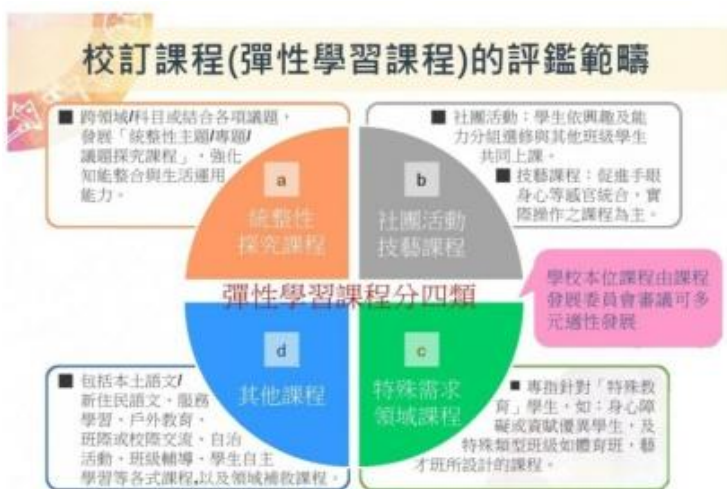 校訂課程(彈性學習課程)的評鑑範疇
■ 跨領域/科目或結合各項議題，
發展「統整性主題/專題/
議題探究課程」，強化
知能整合與生活運用
能力。
■ 社團活動：學生依興趣及能
力分組選修與其他班級學生
共同上課。
■ 技藝課程：促進手眼
身心等感官統合，實
際操作之課程為主。
a
統整性
探究課程
b
社團活動
技藝課程
彈性學習課程分四類
學校本位課程由課程
發展委員會審議可多
元適性發展
d
其他課程
c
特殊需求
領域課程
■ 包括本土語文/
新住民語文、服務
學習、戶外教育、
班際或校際交流、自治
活動、班級輔導、學生自主
學習等各式課程,以及領域補救課程。
■ 專指針對「特殊教
育」學生，如：身心障
礙或資賦優異學生，及
特殊類型班級如體育班，藝
才班所設計的課程。